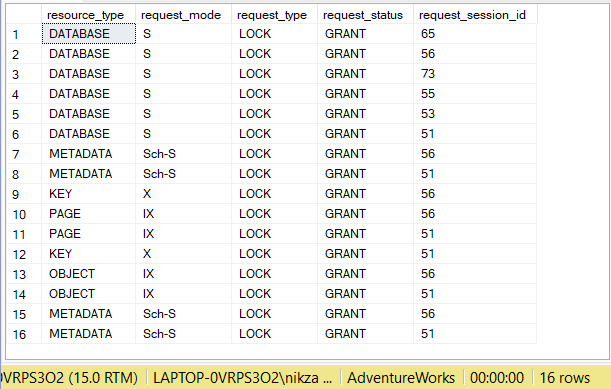 resource_type request_mode request_type request_status request_session_id
1 DATABASE S LOCK GRANT 65
2 DATABASE S LOCK GRANT 56
3 DATABASE S LOCK GRANT 73
4 DATABASE S LOCK GRANT 55
5 DATABASE S LOCK GRANT 53
6 DATABASE S LOCK GRANT 51
7 METADATA Sch-S LOCK GRANT 56
8 METADATA Sch-S LOCK GRANT 51
9 KEY X LOCK GRANT 56
10 PAGE IX LOCK GRANT 56
11 PAGE IX LOCK GRANT 51
12 KEY X LOCK GRANT 51
13 OBJECT IX LOCK GRANT 56
14 OBJECT IX LOCK GRANT 51
15 METADATA Sch-S LOCK GRANT 56
16 METADATA Sch-S LOCK GRANT 51
0VRPS3O2 (15.0 RTM) LAPTOP-0VRPS3O2\nikza ... AdventureWorks 00:00:00 16 rows